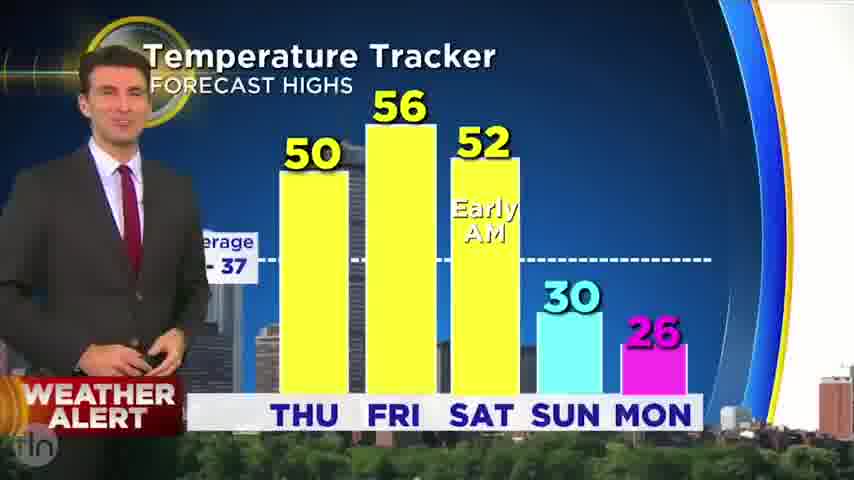 Temperature Tracker
FORECAST HIGHS
50
56
52
Early
AM
erage
- 37
30
26
WEATHER
ALERT
THU FRI SAT SUN MON